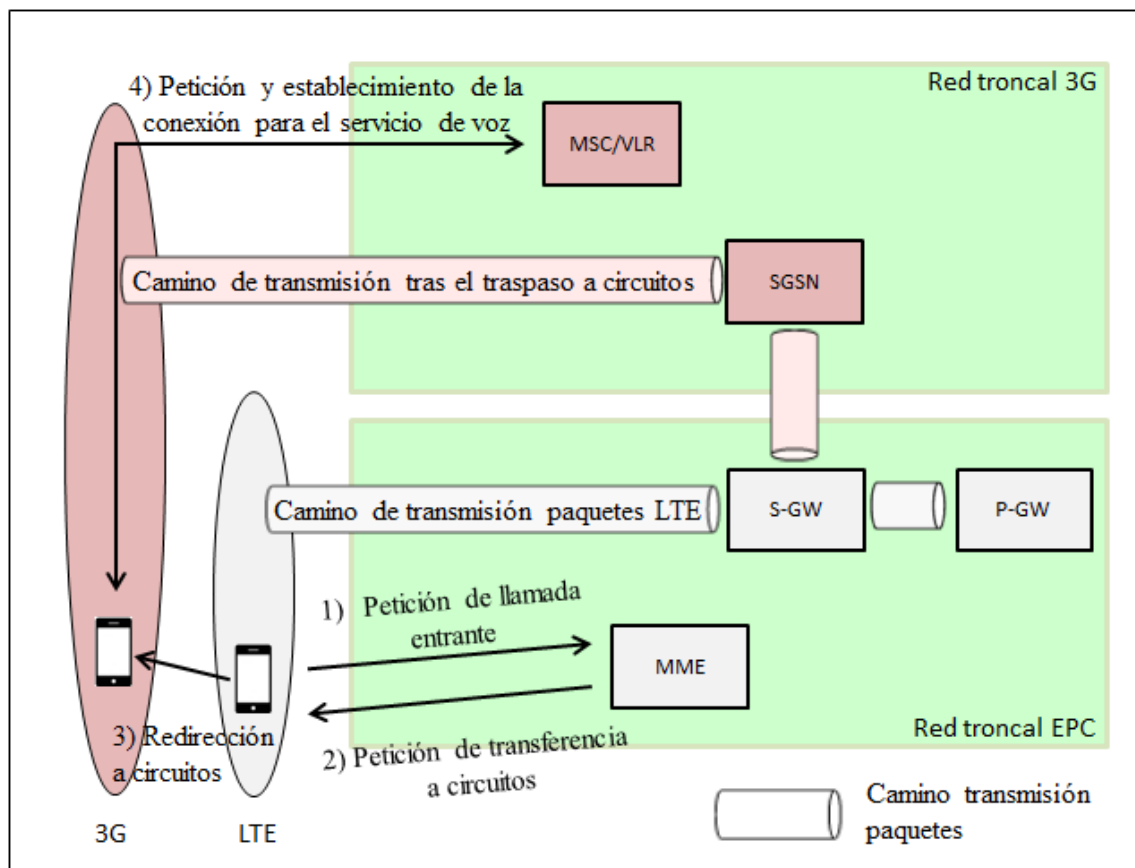 Red troncal 3G
4) Petición y establecimiento de la
conexión para el servicio de voz
MSC/VLR
Camino de transmisión tras el traspaso a circuitos
SGSN
Camino de transmisión paquetes LTE
S-GW
P-GW
1) Petición de llamada
entrante
MME
2) Petición de transferencia
a circuitos
3) Redirección
a circuitos
Red troncal EPC
3G
LTE
Camino transmisión
paquetes